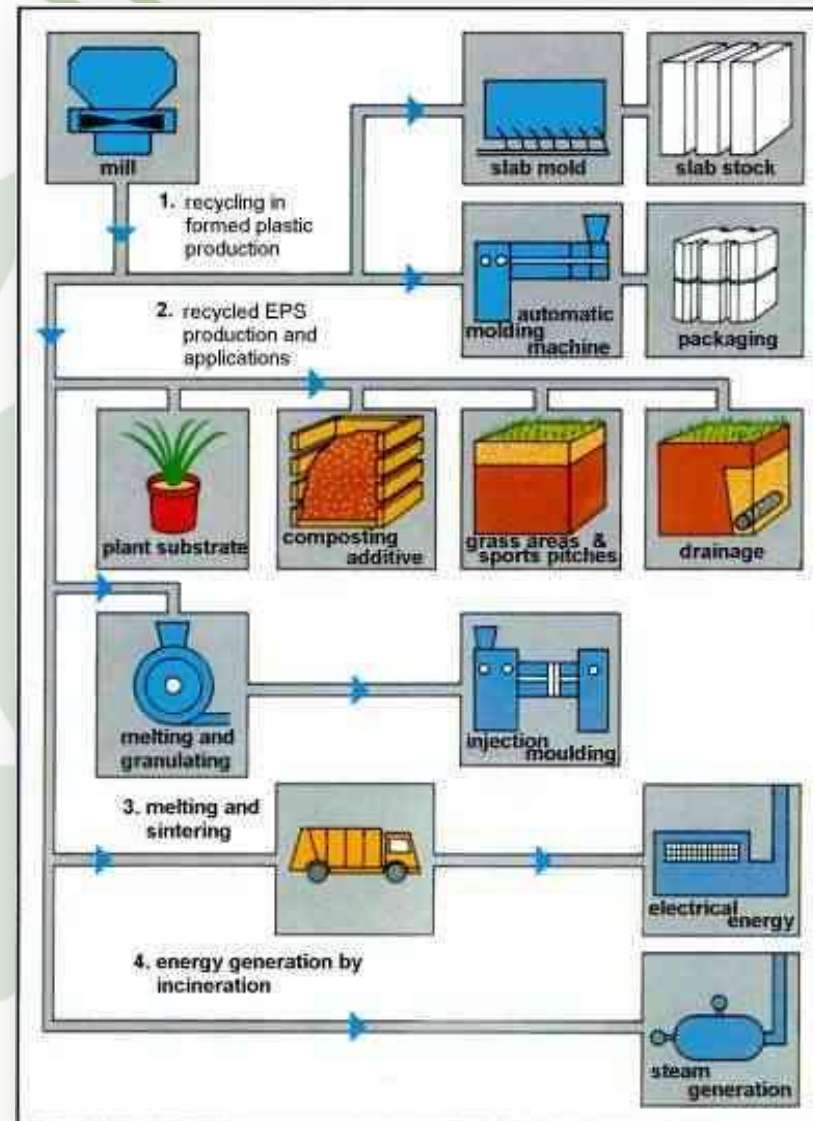 mill
slab mold
slab stock
1. recycling in
formed plastic
production
2. recycled EPS
production and
applications
automatic
molding
machine
packaging
plant substrate
composting
additive
grass areas &
sports pitches
drainage
melting and
granulating
injection
moulding
3. melting and
sintering
electrical
energy
4. energy generation by
incineration
steam
generation